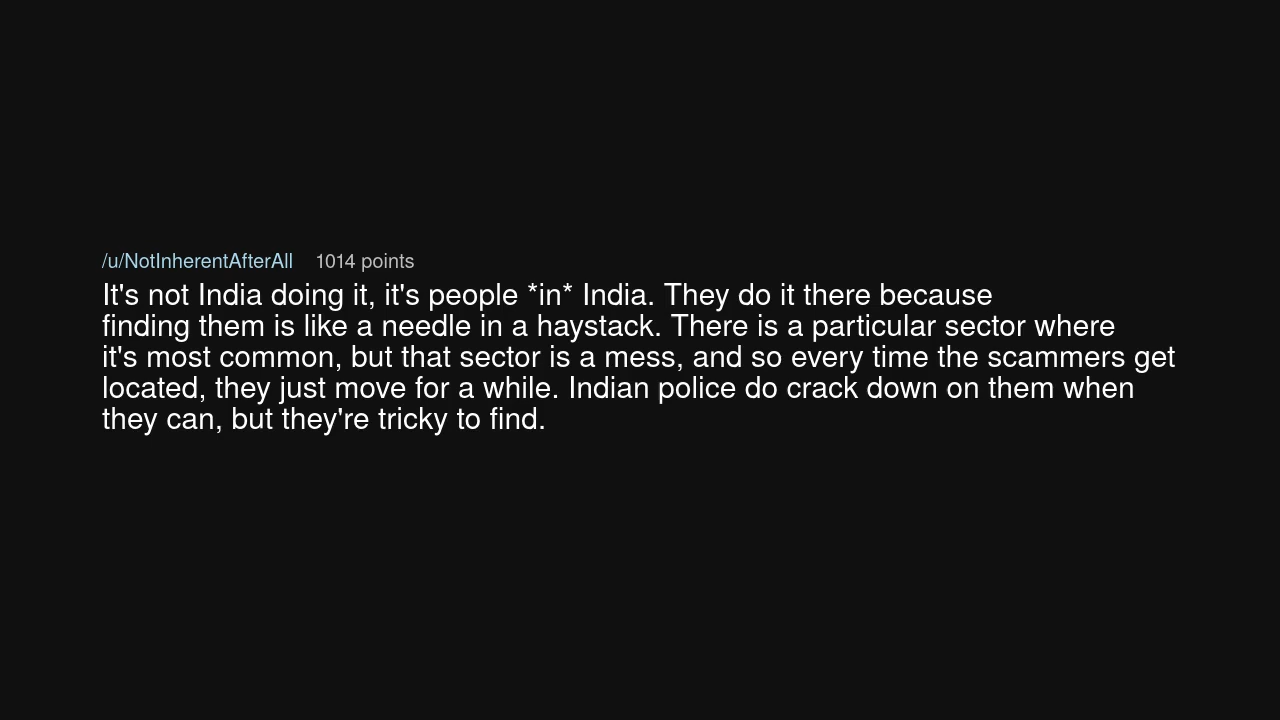 /u/NotInherentAfterAll 1014 points
It's not India doing it, it's people *in* India. They do it there because
finding them is like a needle in a haystack. There is a particular sector where
it's most common, but that sector is a mess, and so every time the scammers get
located, they just move for a while. Indian police do crack down on them when
they can, but they're tricky to find.